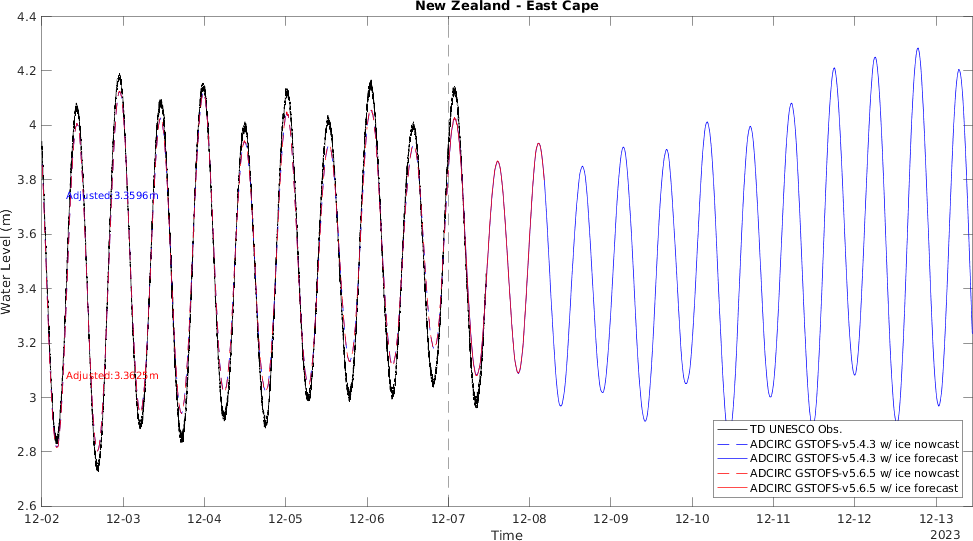 New Zealand - East Cape
4.4
4.2
4
3.8
3.6
3.4
3.2
3
2.8
2.6
Water Level (m)
Adjusted:3.3596m
Adjusted:3.3625m
TD UNESCO Obs.
ADCIRC GSTOFS-v5.4.3 w/ ice nowcast
ADCIRC GSTOFS-v5.4.3 w/ ice forecast
ADCIRC GSTOFS-v5.6.5 w/ ice nowcast
ADCIRC GSTOFS-v5.6.5 w/ ice forecast
12-02 12-03 12-04 12-05 12-06 12-07 12-08 12-09 12-10 12-11 12-12 12-13
Time
2023